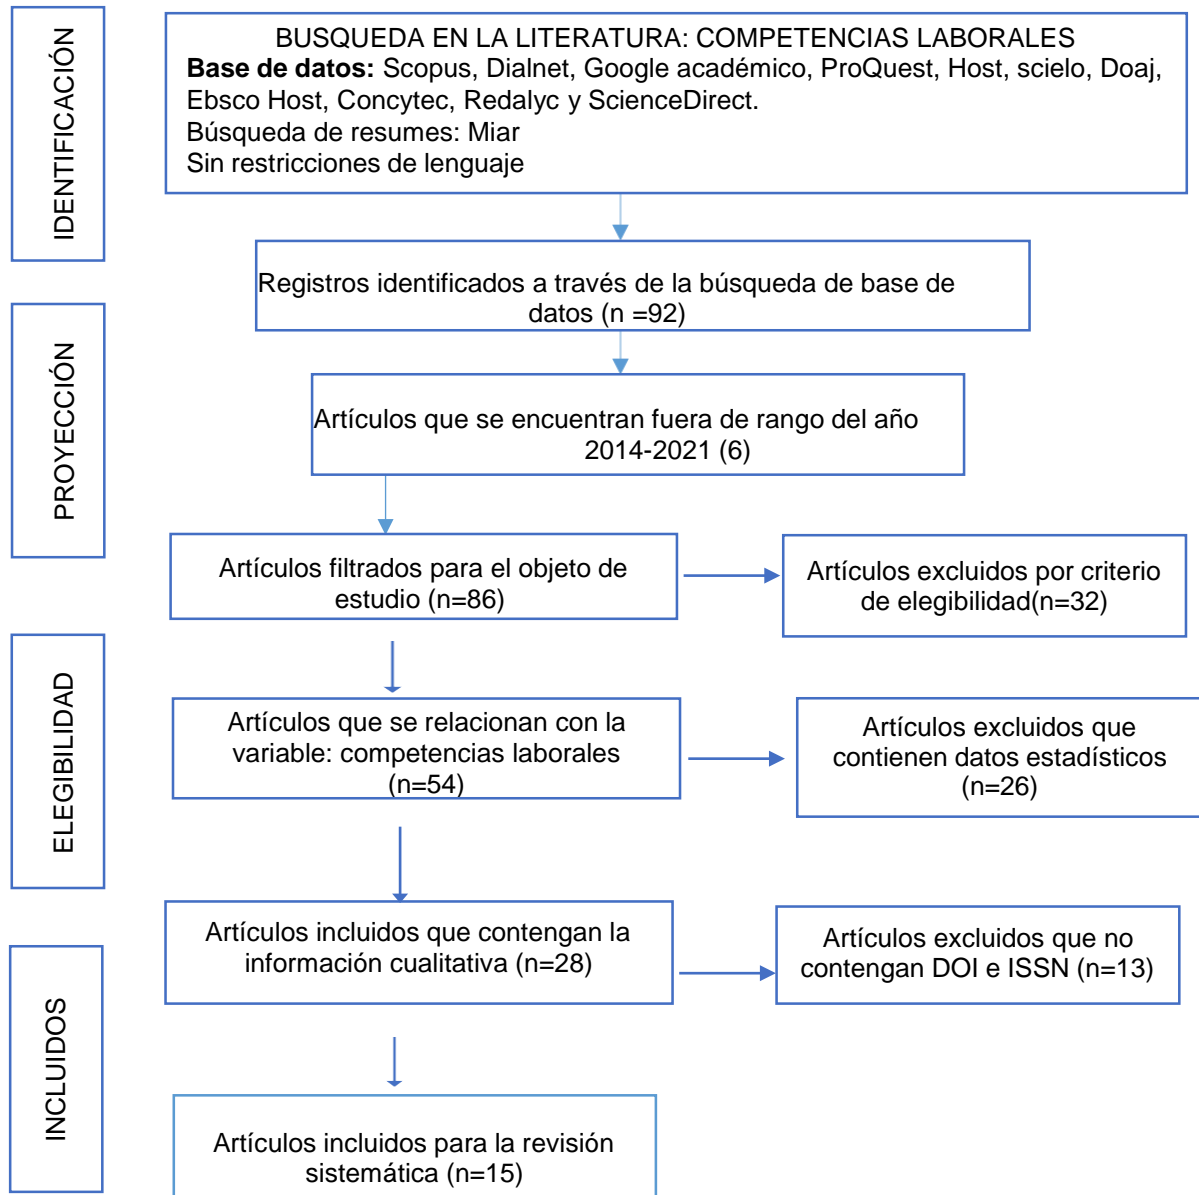 IDENTIFICACIÓN
BUSQUEDA EN LA LITERATURA: COMPETENCIAS LABORALES
Base de datos: Scopus, Dialnet, Google académico, ProQuest, Host, scielo, Doaj,
Ebsco Host, Concytec, Redalyc y ScienceDirect.
Búsqueda de resumes: Miar
Sin restricciones de lenguaje
Registros identificados a través de la búsqueda de base de
datos (n =92)
PROYECCIÓN
Artículos que se encuentran fuera de rango del año
2014-2021 (6)
Artículos filtrados para el objeto de
estudio (n=86)
Artículos excluidos por criterio
de elegibilidad(n=32)
ELEGIBILIDAD
Artículos que se relacionan con la
variable: competencias laborales
(n=54)
Artículos excluidos que
contienen datos estadísticos
(n=26)
Artículos incluidos que contengan la
información cualitativa (n=28)
Artículos excluidos que no
contengan DOI e ISSN (n=13)
INCLUIDOS
Artículos incluidos para la revisión
sistemática (n=15)